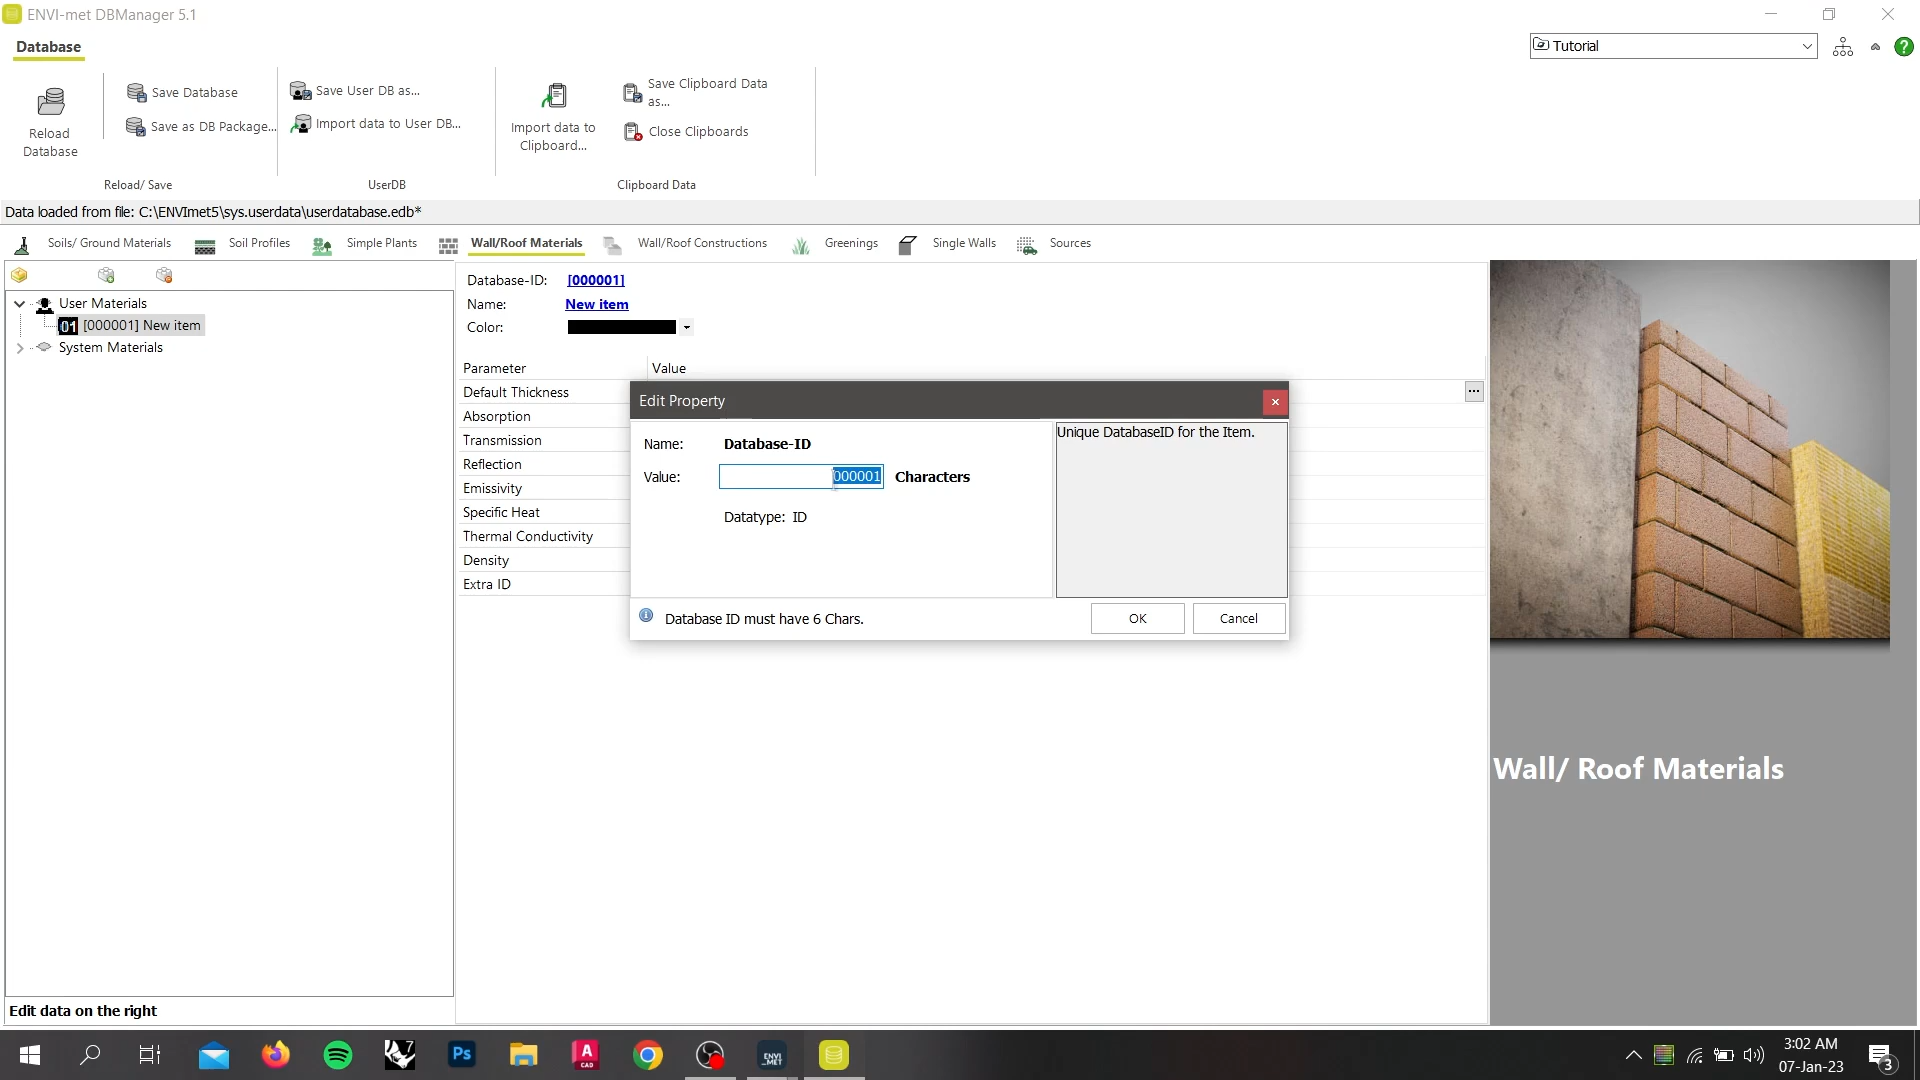 ENVI-met DBManager 5.1
Database
Tutorial
Reload
Database
Save Database
Save as DB Package...
Reload/ Save
Save User DB as...
Import data to User DB...
UserDB
Import data to
Clipboard...
Save Clipboard Data
as...
Close Clipboards
Clipboard Data
Data loaded from file: C:\ENVImet5\sys.userdata\userdatabase.edb*
Soils/ Ground Materials
Soil Profiles
Simple Plants
Wall/Roof Materials
Wall/Roof Constructions
Greenings
Single Walls
Sources
User Materials
01 [000001] New item
System Materials
Database-ID: [000001]
Name: New item
Color:
Parameter Value
Default Thickness
Absorption
Transmission
Reflection
Emissivity
Specific Heat
Thermal Conductivity
Density
Extra ID
Edit Property
Name: Database-ID
Value: 000001 Characters
Datatype: ID
Unique DatabaseID for the Item.
Database ID must have 6 Chars.
OK
Cancel
Wall/ Roof Materials
Edit data on the right
7
Ps
A
CAD
ENVI
_MET
3:02 AM
07-Jan-23
3